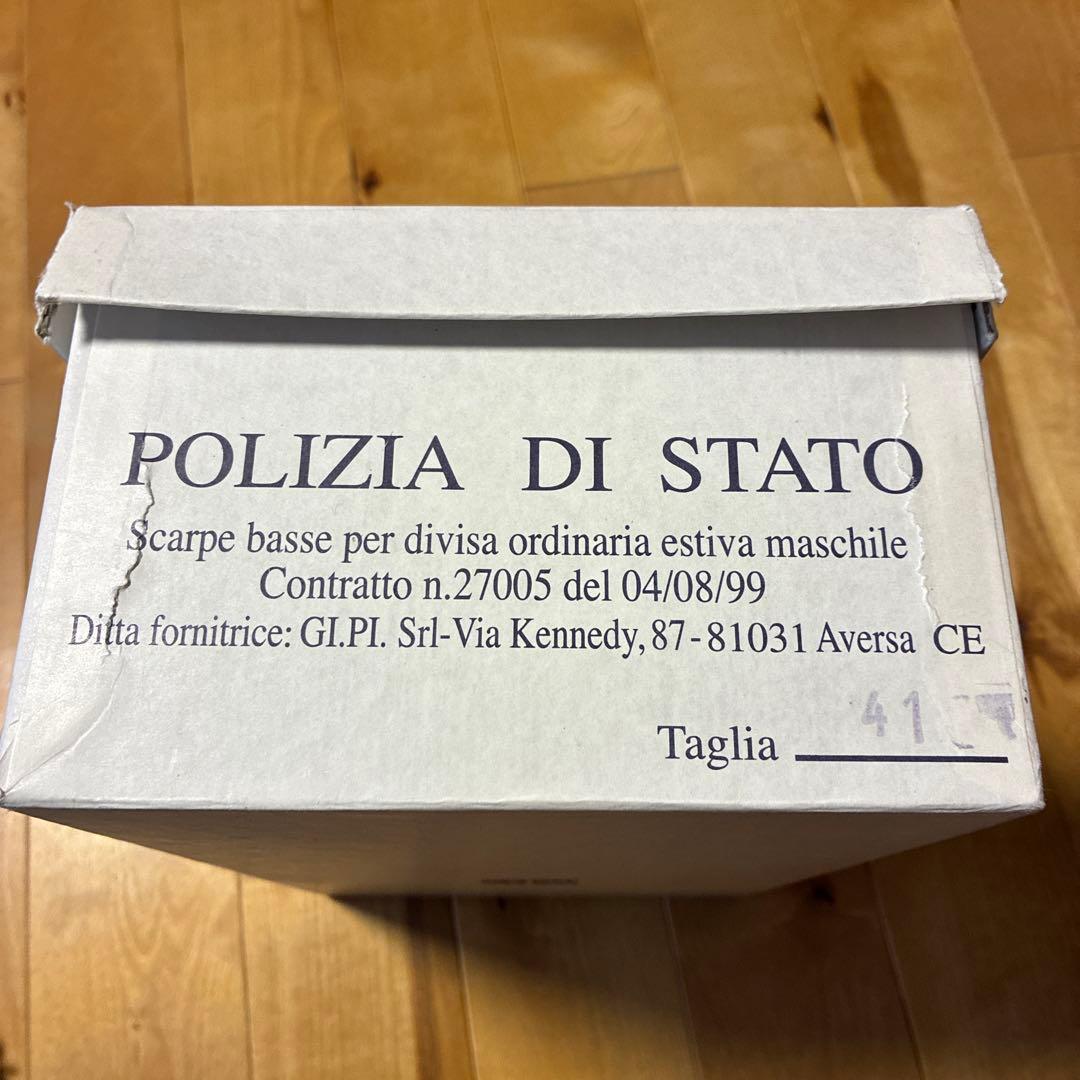 POLIZIA DI STATO
Scarpe basse per divisa ordinaria estiva maschile
Contratto n.27005 del 04/08/99
Ditta fornitrice: GI.PI. Srl-Via Kennedy, 87-81031 Aversa CE
Taglia 41